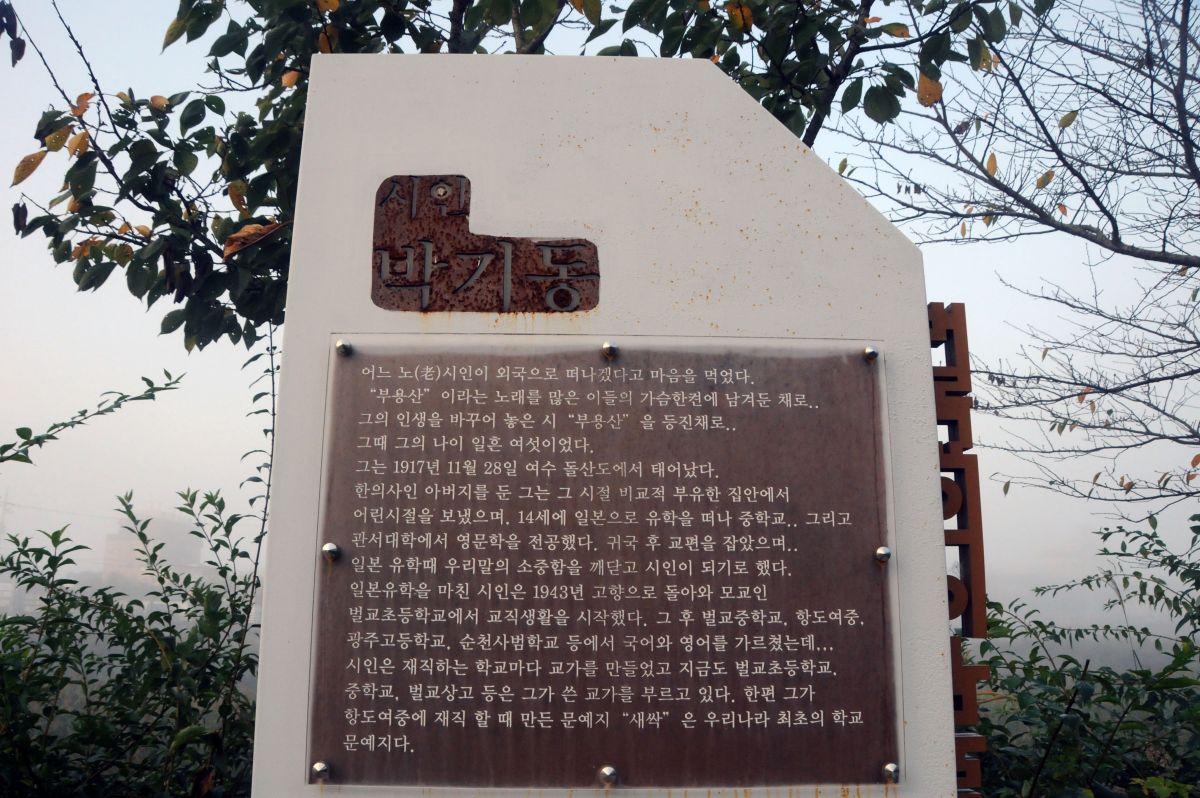 시인
박기동
어느 노(老)시인이 외국으로 떠나겠다고 마음을 먹었다.
“부용산” 이라는 노래를 많은 이들의 가슴한켠에 남겨둔 채로..
그의 인생을 바꾸어 놓은 시 “부용산” 을 등진채로..
그때 그의 나이 일흔 여섯이었다.
그는 1917년 11월 28일 여수 돌산도에서 태어났다.
한의사인 아버지를 둔 그는 그 시절 비교적 부유한 집안에서
어린시절을 보냈으며. 14세에 일본으로 유학을 떠나 중학교.. 그리고
관서대학에서 영문학을 전공했다. 귀국 후 교편을 잡았으며..
일본 유학때 우리말의 소중함을 깨닫고 시인이 되기로 했다.
일본유학을 마친 시인은 1943년 고향으로 돌아와 모교인
벌교초등학교에서 교직생활을 시작했다. 그 후 벌교중학교. 항도여중.
광주고등학교. 순천사범학교 등에서 국어와 영어를 가르쳤는데...
시인은 재직하는 학교마다 교가를 만들었고 지금도 벌교초등학교.
중학교. 벌교상고 등은 그가 쓴 교가를 부르고 있다. 한편 그가
항도여중에 재직 할 때 만든 문예지 “새싹” 은 우리나라 최초의 학교
문예지다.